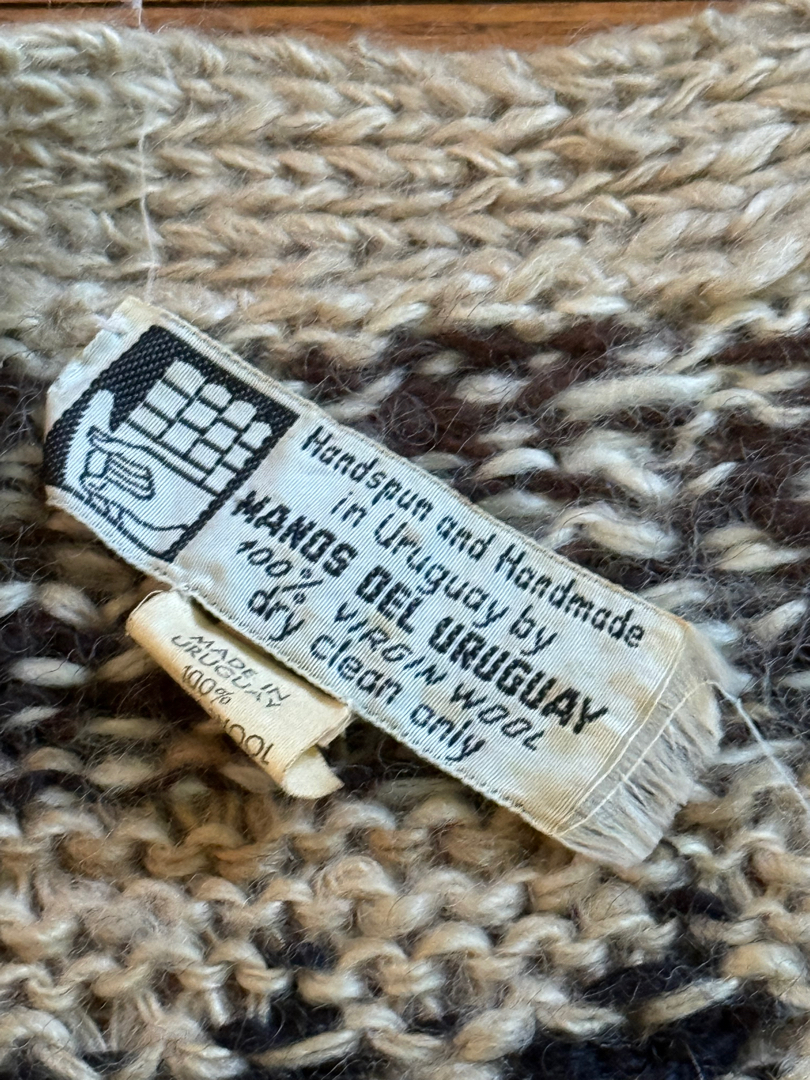 Handspun and Handmade
in Uruguay by
MANOS DEL URUGUAY
100% VIRGIN WOOL
dry clean only
MADE IN
URUGUAY
100%